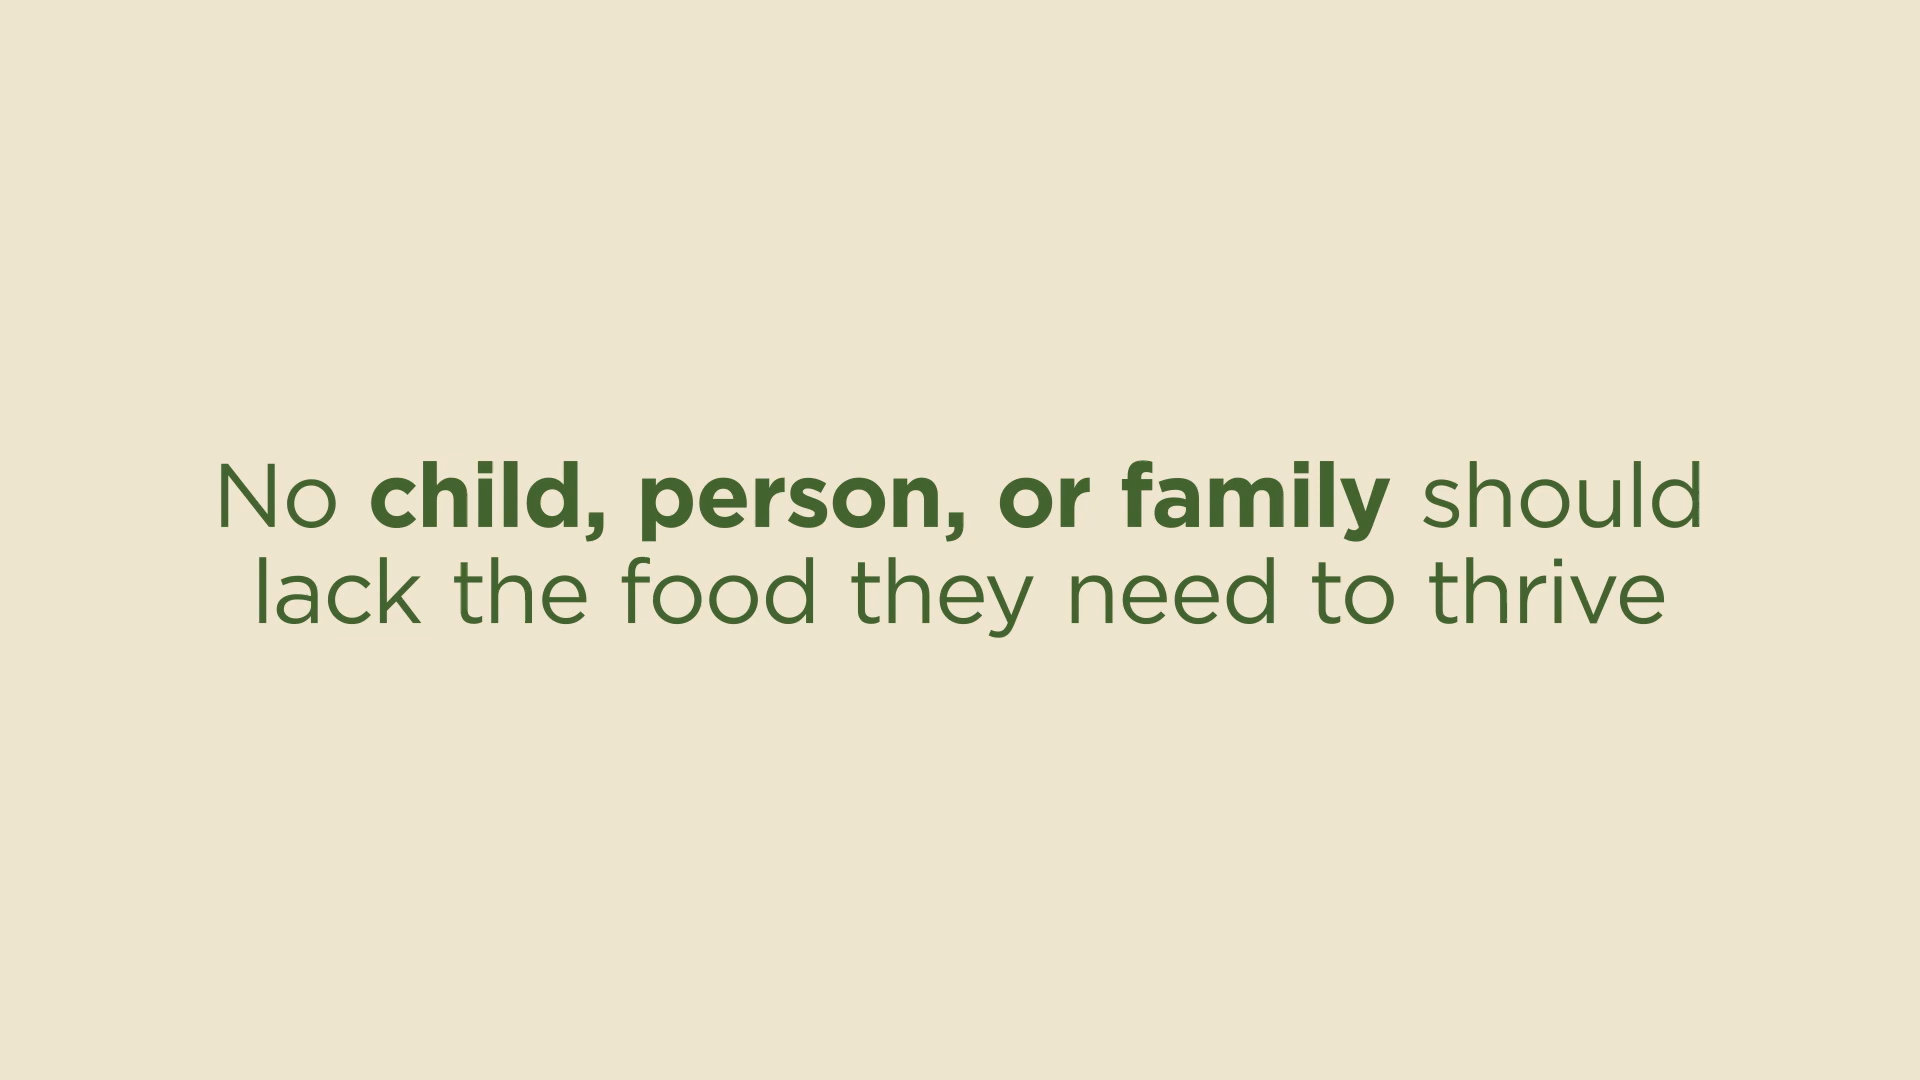 No child, person, or family should
lack the food they need to thrive